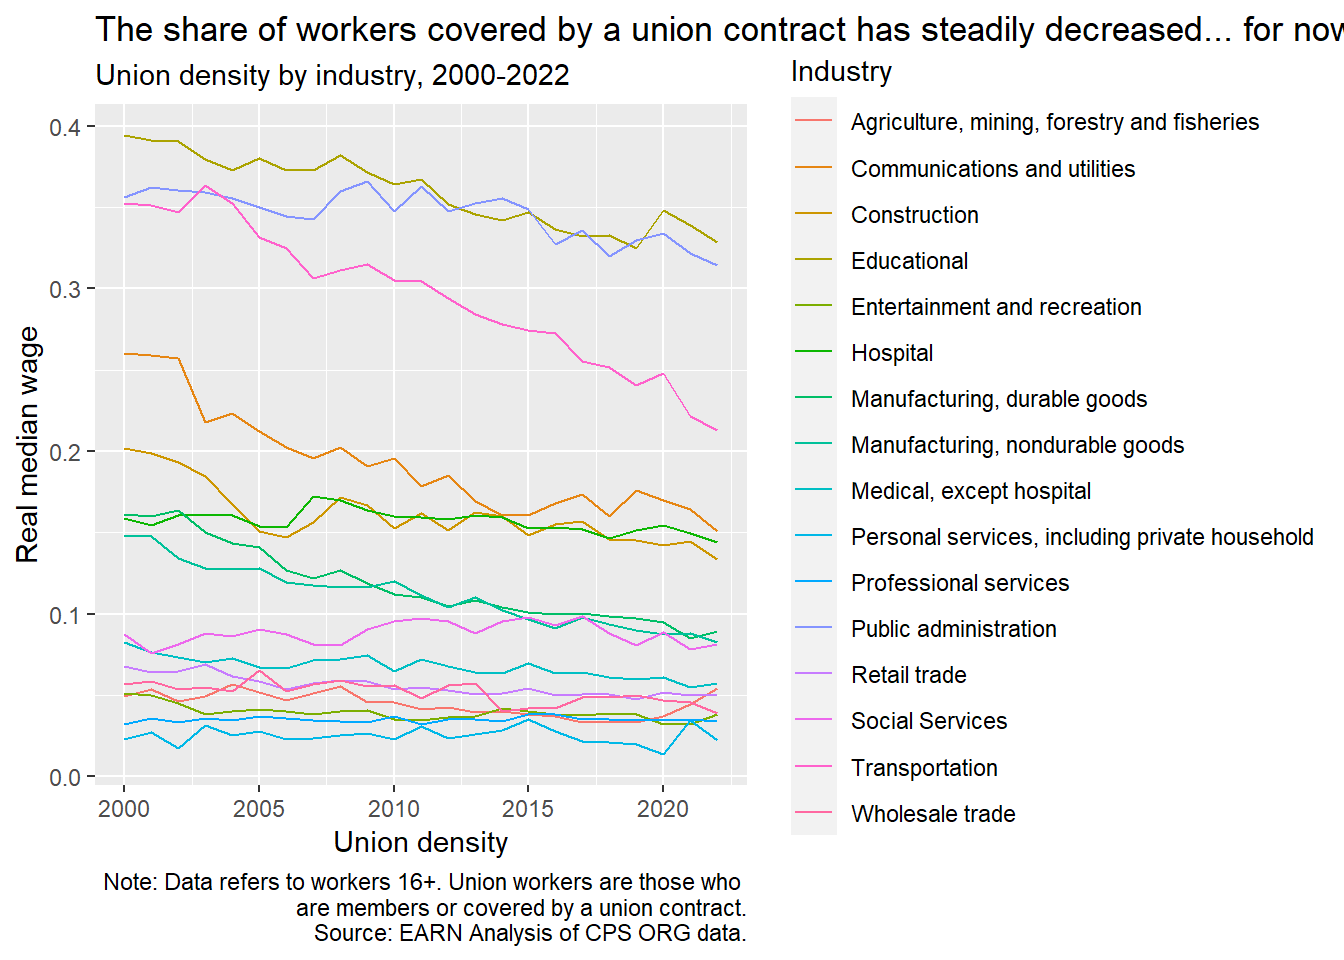 The share of workers covered by a union contract has steadily decreased... for now
Union density by industry, 2000-2022
Industry
Agriculture, mining, forestry and fisheries
Communications and utilities
Construction
Educational
Entertainment and recreation
Hospital
Manufacturing, durable goods
Manufacturing, nondurable goods
Medical, except hospital
Personal services, including private household
Professional services
Public administration
Retail trade
Social Services
Transportation
Wholesale trade
Real median wage
0.4
0.3
0.2
0.1
0.0
2000 2005 2010 2015 2020
Union density
Note: Data refers to workers 16+. Union workers are those who
are members or covered by a union contract.
Source: EARN Analysis of CPS ORG data.